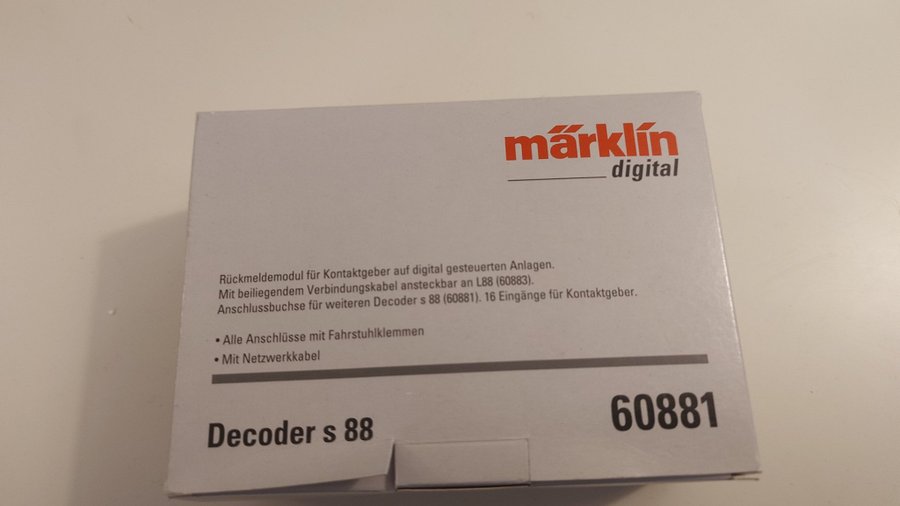 märklín
digital
Rückmeldemodul für Kontaktgeber auf digital gesteuerten Anlagen.
Mit beiliegendem Verbindungskabel ansteckbar an L88 (60883).
Anschlussbuchse für weiteren Decoder s 88 (60881). 16 Eingänge für Kontaktgeber.
• Alle Anschlüsse mit Fahrstuhlklemmen
• Mit Netzwerkkabel
Decoder s 88
60881